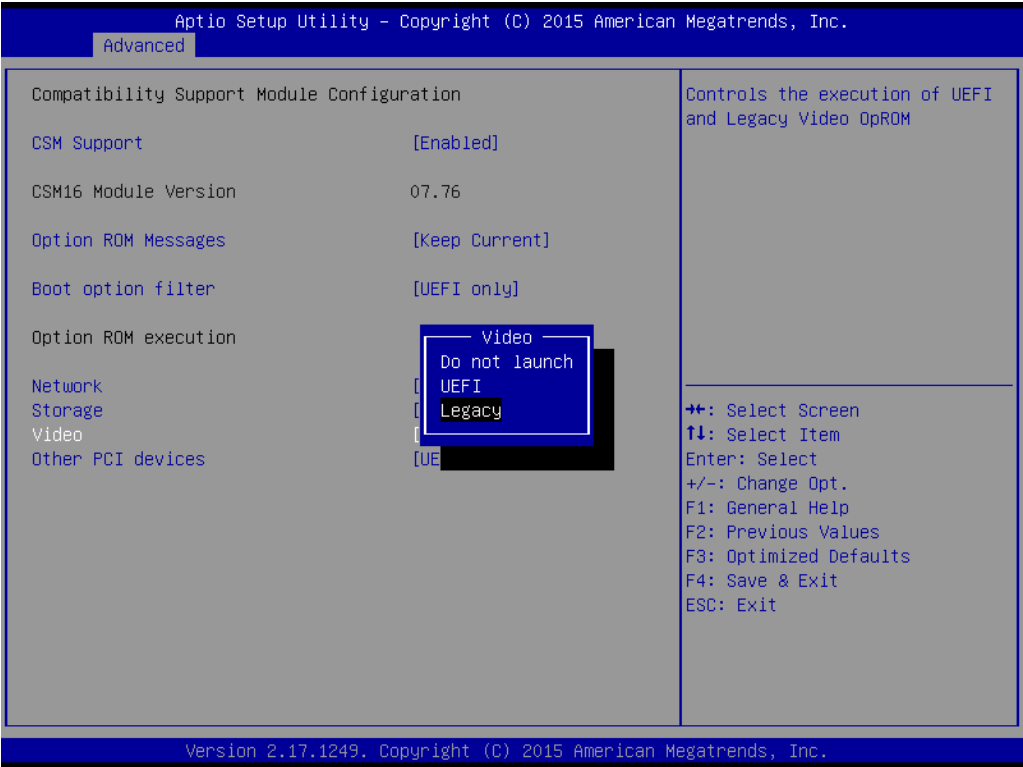 Aptio Setup Utility – Copyright (C) 2015 American Megatrends, Inc.
Advanced
Compatibility Support Module Configuration
CSM Support [Enabled]
CSM16 Module Version 07.76
Option ROM Messages [Keep Current]
Boot option filter [UEFI only]
Option ROM execution
Network [
Storage [
Video [
Other PCI devices [UE
Video
Do not launch
UEFI
Legacy
Controls the execution of UEFI
and Legacy Video OpROM
→←: Select Screen
↑↓: Select Item
Enter: Select
+/-: Change Opt.
F1: General Help
F2: Previous Values
F3: Optimized Defaults
F4: Save & Exit
ESC: Exit
Version 2.17.1249. Copyright (C) 2015 American Megatrends, Inc.